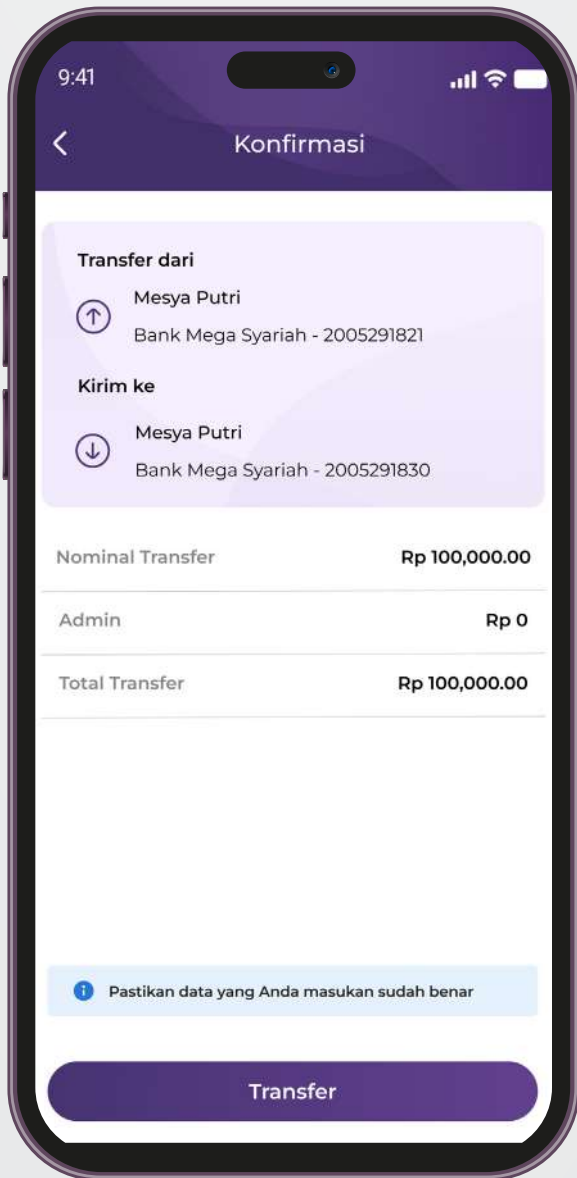 9:41
Konfirmasi
Transfer dari
Mesya Putri
Bank Mega Syariah - 2005291821
Kirim ke
Mesya Putri
Bank Mega Syariah - 2005291830
Nominal Transfer Rp 100,000.00
Admin Rp 0
Total Transfer Rp 100,000.00
Pastikan data yang Anda masukan sudah benar
Transfer